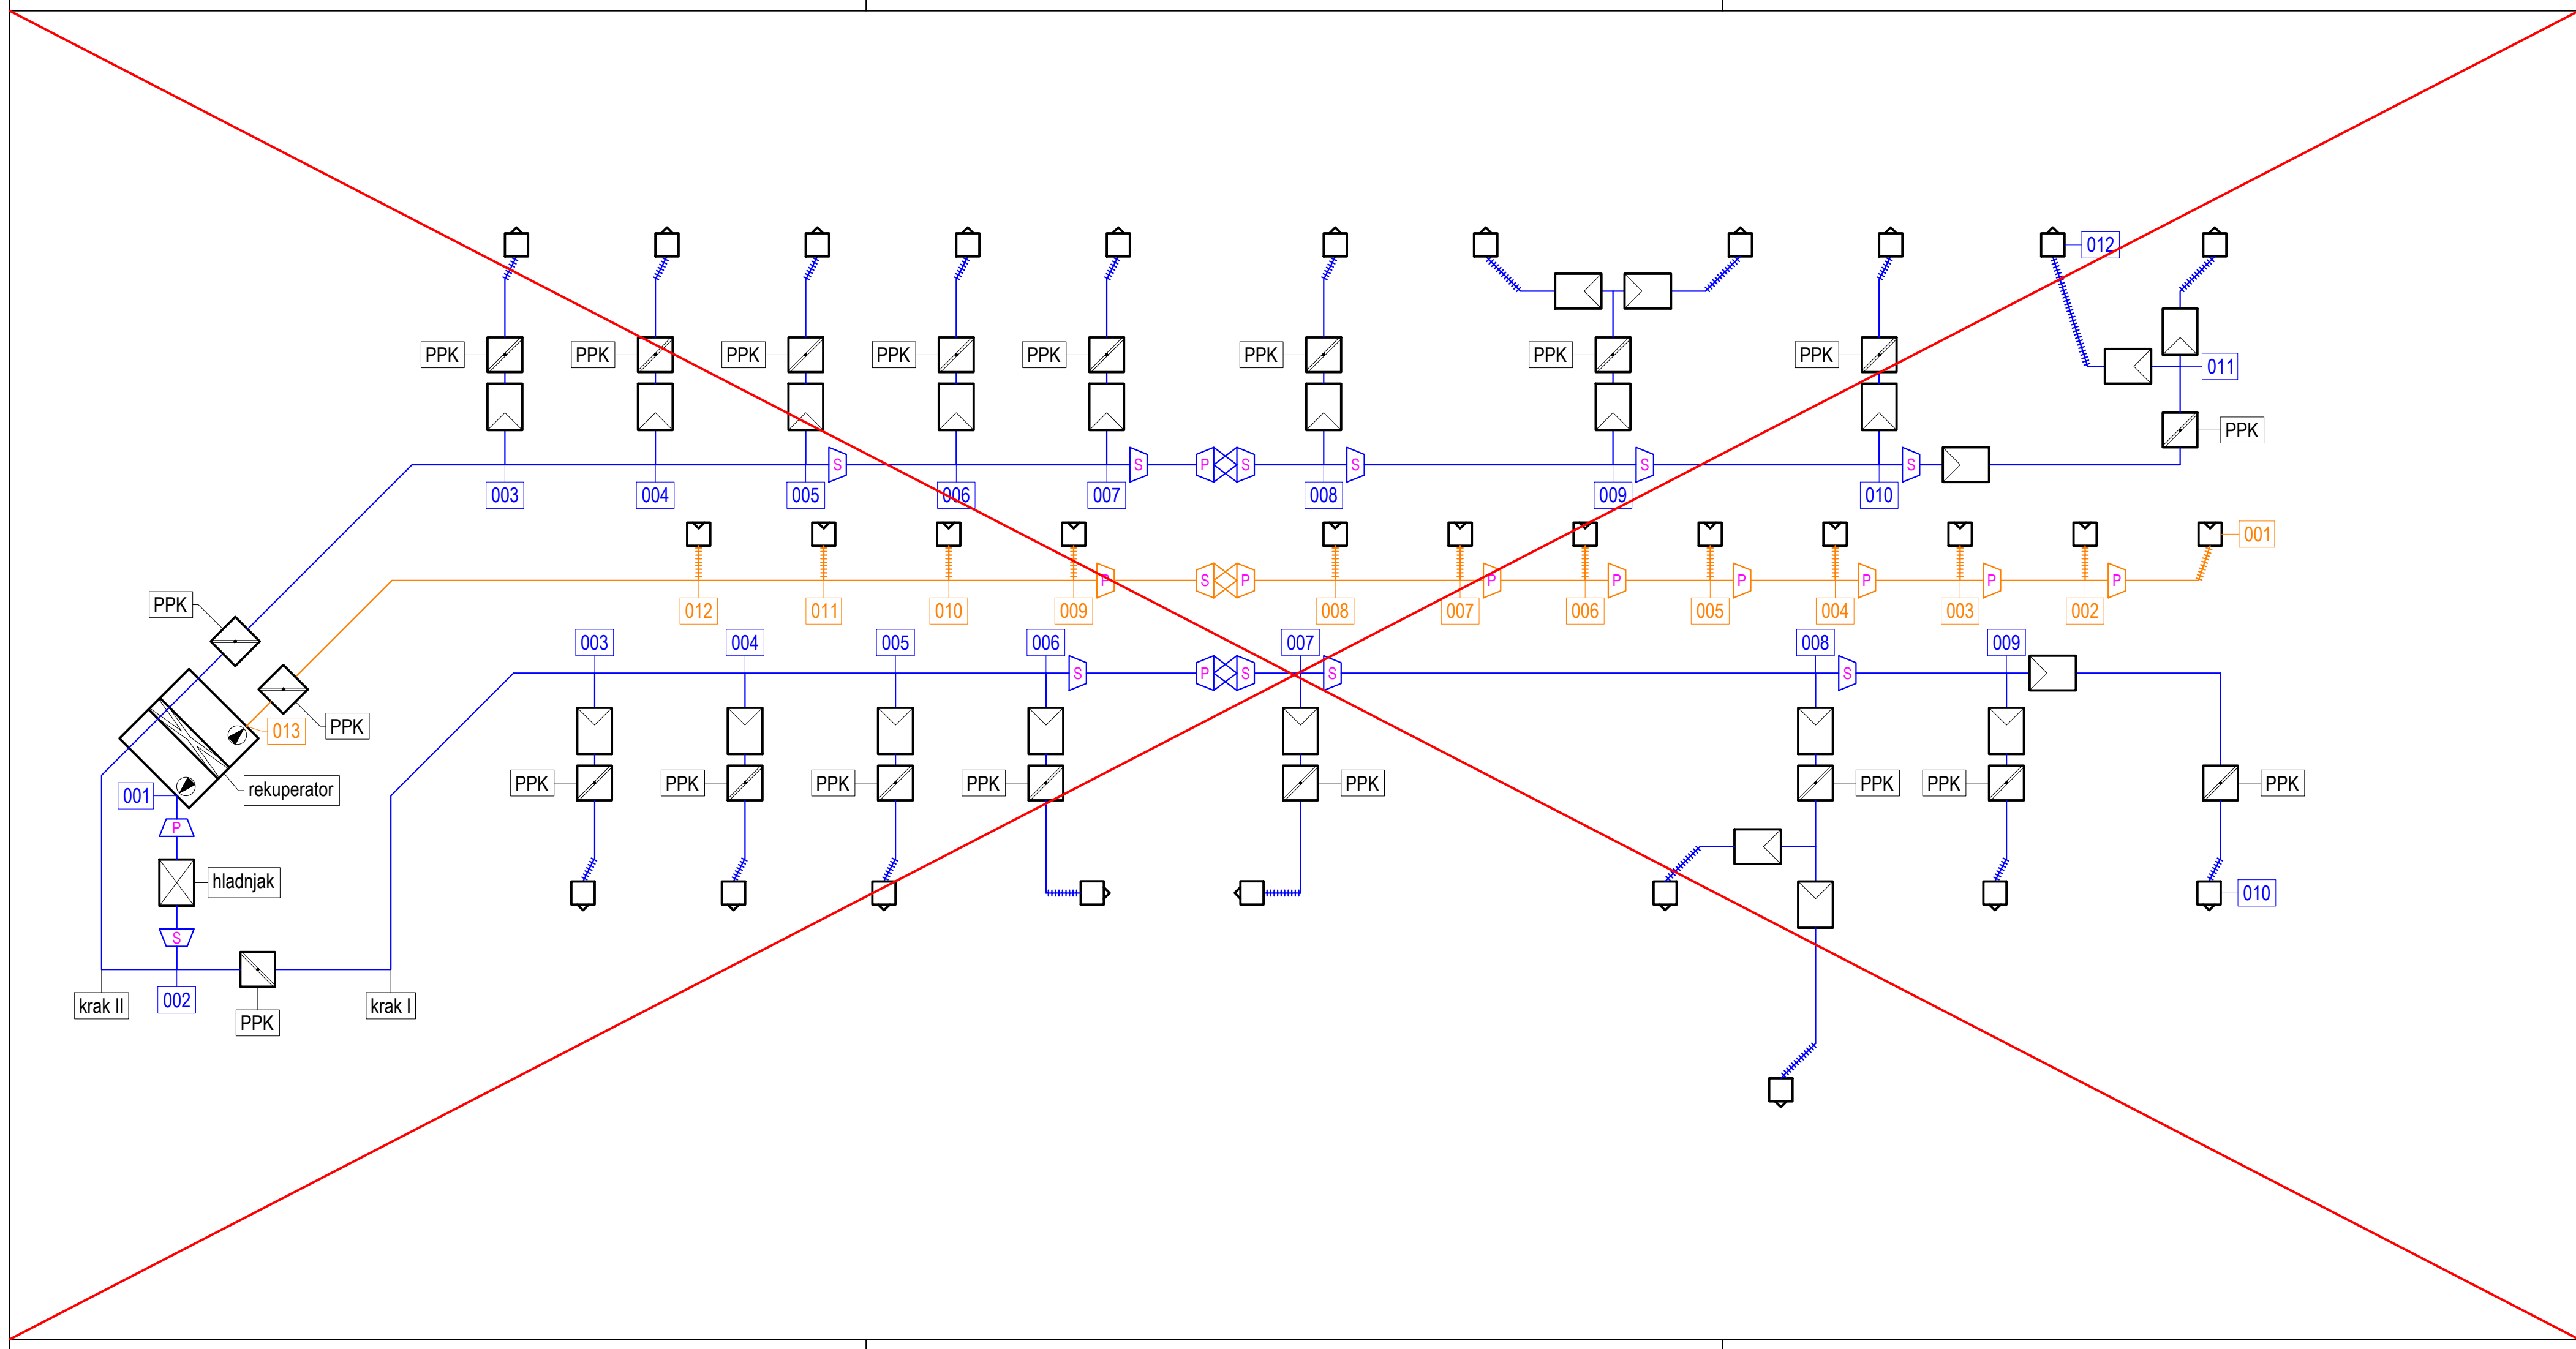 012
PPK
PPK
PPK
PPK
PPK
PPK
PPK
PPK
011
PPK
S
S
P
S
S
S
S
003
004
005
006
007
008
009
010
001
P
S
P
P
P
P
P
P
P
012
011
010
009
008
007
006
005
004
003
002
PPK
003
004
005
006
007
008
009
S
P
S
S
S
013
PPK
rekuperator
001
PPK
PPK
PPK
PPK
PPK
PPK
PPK
PPK
P
hladnjak
010
S
krak II
002
PPK
krak I